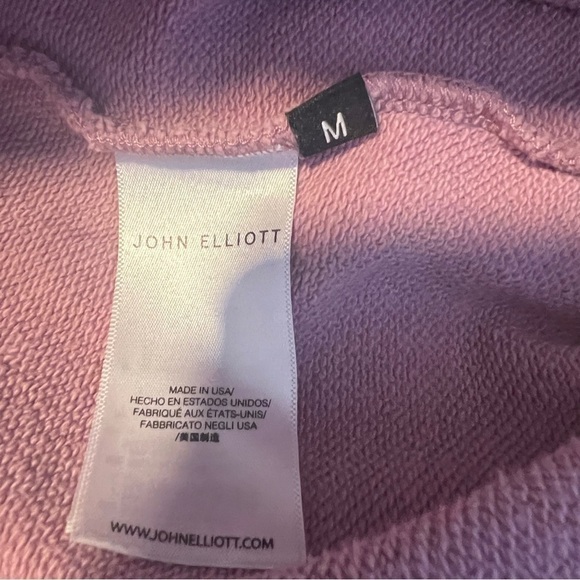 M
JOHN ELLIOTT
MADE IN USA/
HECHO EN ESTADOS UNIDOS/
FABRIQUÉ AUX ÉTATS-UNIS/
FABBRICATO NEGLI USA
/美国制造
WWW.JOHNELLIOTT.COM